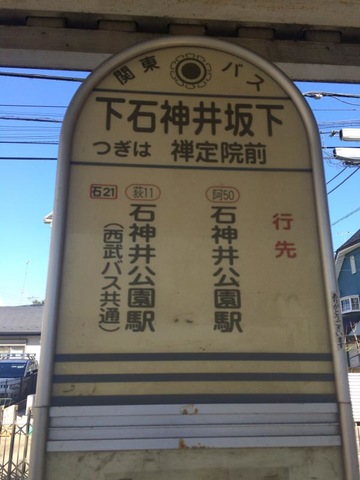 関東バス
下石神井坂下
つぎは 禅定院前
行先
阿50
石神井公園駅
荻11
石21
石神井公園駅
(西武バス共通)